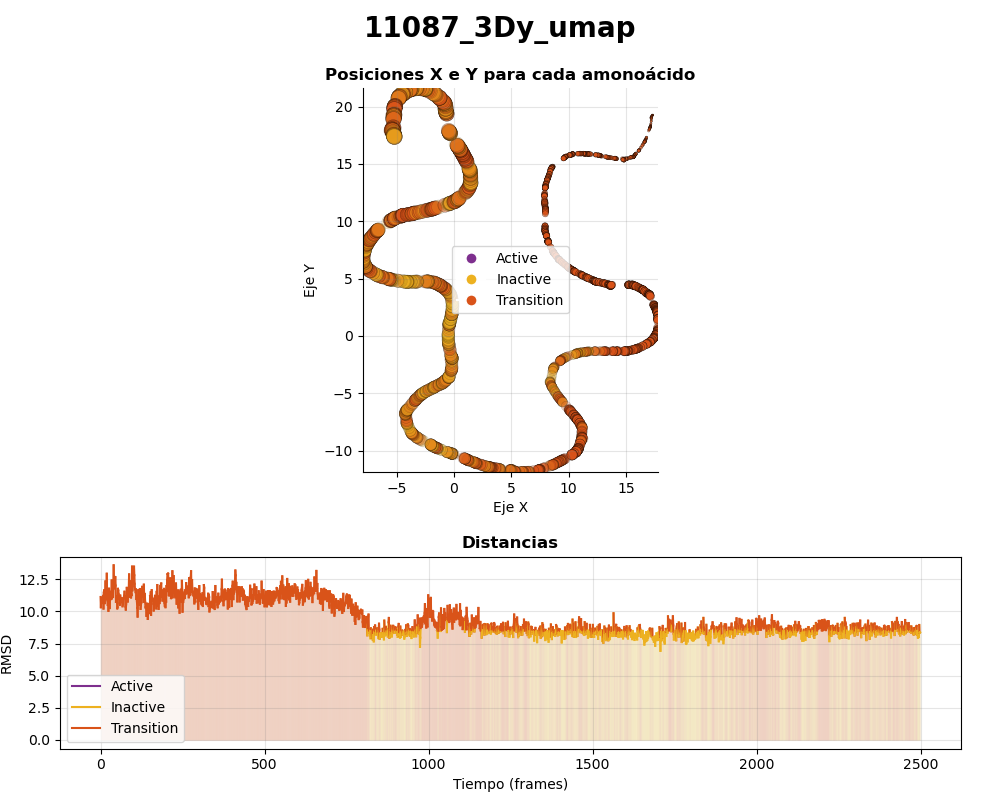 11087_3Dy_umap
Posiciones X e Y para cada amonoácido
20
15
10
5
0
−5
−10
Eje Y
Active
Inactive
Transition
−5 0 5 10 15
Eje X
Distancias
12.5
10.0
7.5
5.0
2.5
0.0
RMSD
Active
Inactive
Transition
0 500 1000 1500 2000 2500
Tiempo (frames)